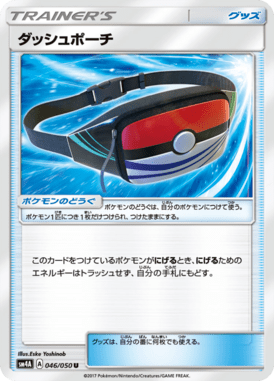 TRAINER'S
グッズ
ダッシュポーチ
ポケモンのどうぐ
ポケモンのどうぐは、自分のポケモンにつけて使う。
ポケモン1匹につき1枚だけつけられ、つけたままにする。
このカードをつけているポケモンがにげるとき、にげるための
エネルギーはトラッシュせず、自分の手札にもどす。
Illus.Eske Yoshinob
グッズは、自分の番に何枚でも使える。
SM4A A 046/050 U
©2017 Pokémon/Nintendo/Creatures/GAME FREAK.